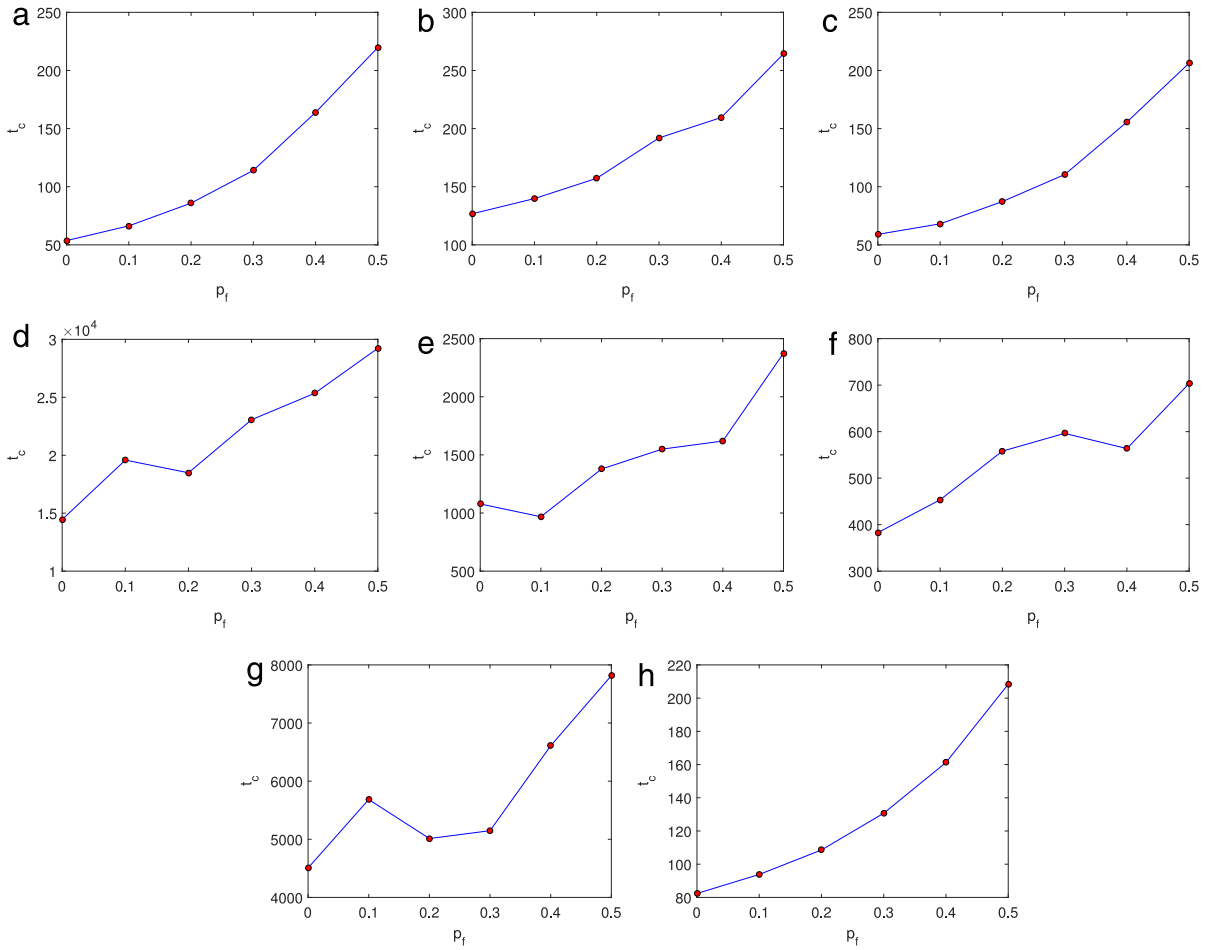 a
250
200
150
100
50
t_c
0 0.1 0.2 0.3 0.4 0.5
p_f
b
300
250
200
150
100
t_c
0 0.1 0.2 0.3 0.4 0.5
p_f
c
250
200
150
100
50
t_c
0 0.1 0.2 0.3 0.4 0.5
p_f
d
×10^4
3
2.5
2
1.5
1
t_c
0 0.1 0.2 0.3 0.4 0.5
p_f
e
2500
2000
1500
1000
500
t_c
0 0.1 0.2 0.3 0.4 0.5
p_f
f
800
700
600
500
400
300
t_c
0 0.1 0.2 0.3 0.4 0.5
p_f
g
8000
7000
6000
5000
4000
t_c
0 0.1 0.2 0.3 0.4 0.5
p_f
h
220
200
180
160
140
120
100
80
t_c
0 0.1 0.2 0.3 0.4 0.5
p_f